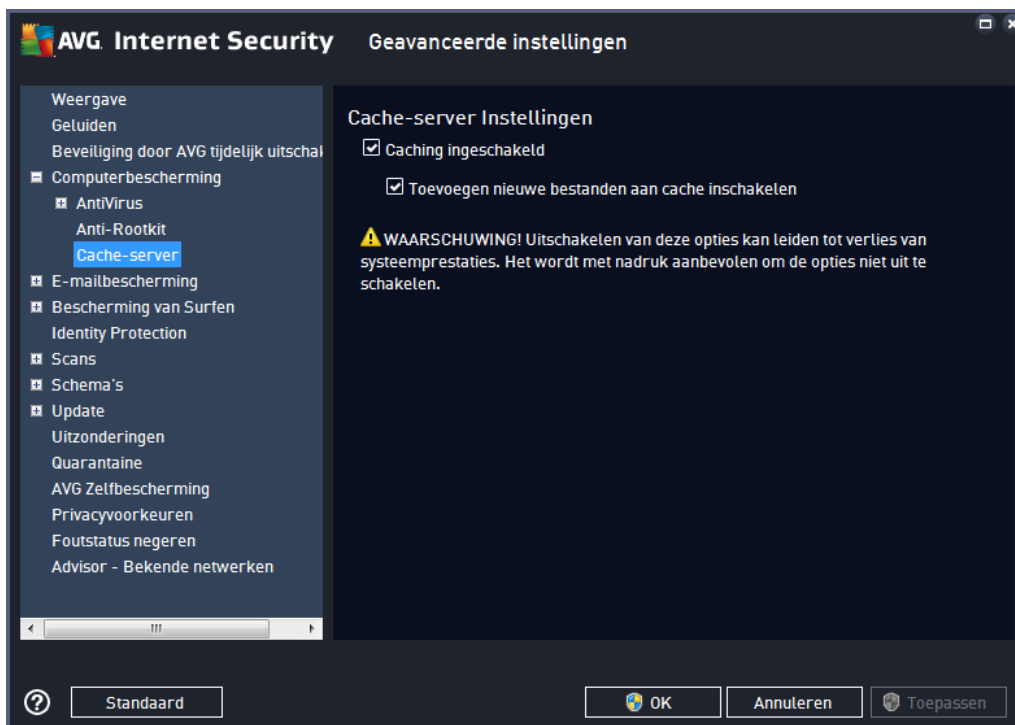 AVG. Internet Security
Geavanceerde instellingen
Weergave
Geluiden
Beveiliging door AVG tijdelijk uitschal
Computerbescherming
AntiVirus
Anti-Rootkit
Cache-server
E-mailbescherming
Bescherming van Surfen
Identity Protection
Scans
Schema's
Update
Uitzonderingen
Quarantaine
AVG Zelfbescherming
Privacyvoorkeuren
Foutstatus negeren
Advisor - Bekende netwerken
Cache-server Instellingen
Caching ingeschakeld
Toevoegen nieuwe bestanden aan cache inschakelen
WAARSCHUWING! Uitschakelen van deze opties kan leiden tot verlies van
systeemprestaties. Het wordt met nadruk aanbevolen om de opties niet uit te
schakelen.
Standaard
OK
Annuleren
Toepassen